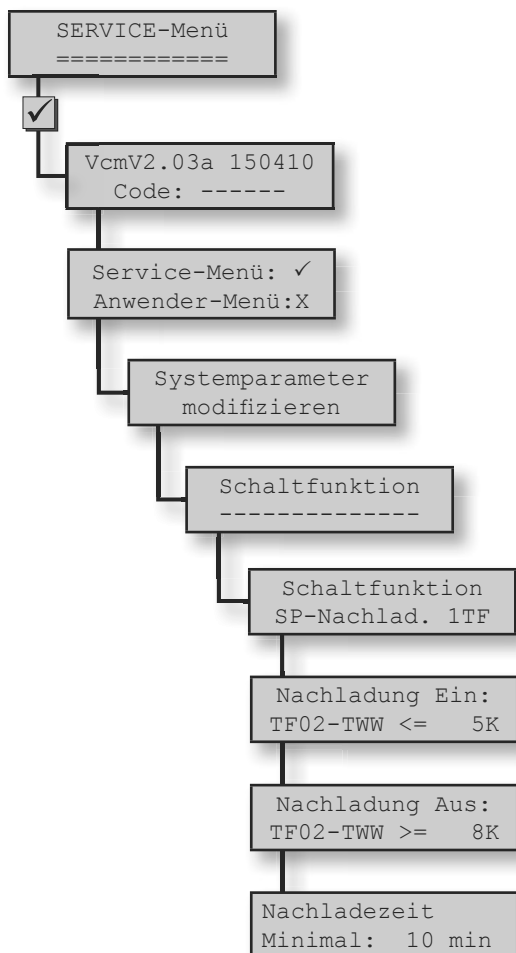 SERVICE-Menü
============
VcmV2.03a 150410
Code: ------
Service-Menü: ✓
Anwender-Menü:X
Systemparameter
modifizieren
Schaltfunktion
--------------
Schaltfunktion
SP-Nachlad. 1TF
Nachladung Ein:
TF02-TWW <= 5K
Nachladung Aus:
TF02-TWW >= 8K
Nachladezeit
Minimal: 10 min